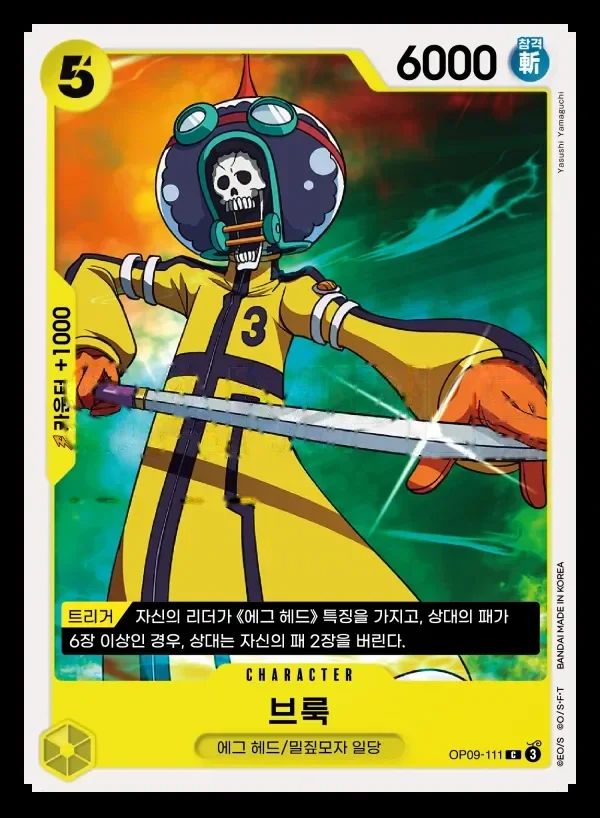 5
6000
참격
斬
Yasushi Yamaguchi
3
카운터 +1000
트리거 자신의 리더가 《에그 헤드》 특징을 가지고, 상대의 패가
6장 이상인 경우, 상대는 자신의 패 2장을 버린다.
CHARACTER
브룩
에그 헤드/밀짚모자 일당
OP09-111 C 3
©EO/S ©O/S·F·T BANDAI MADE IN KOREA